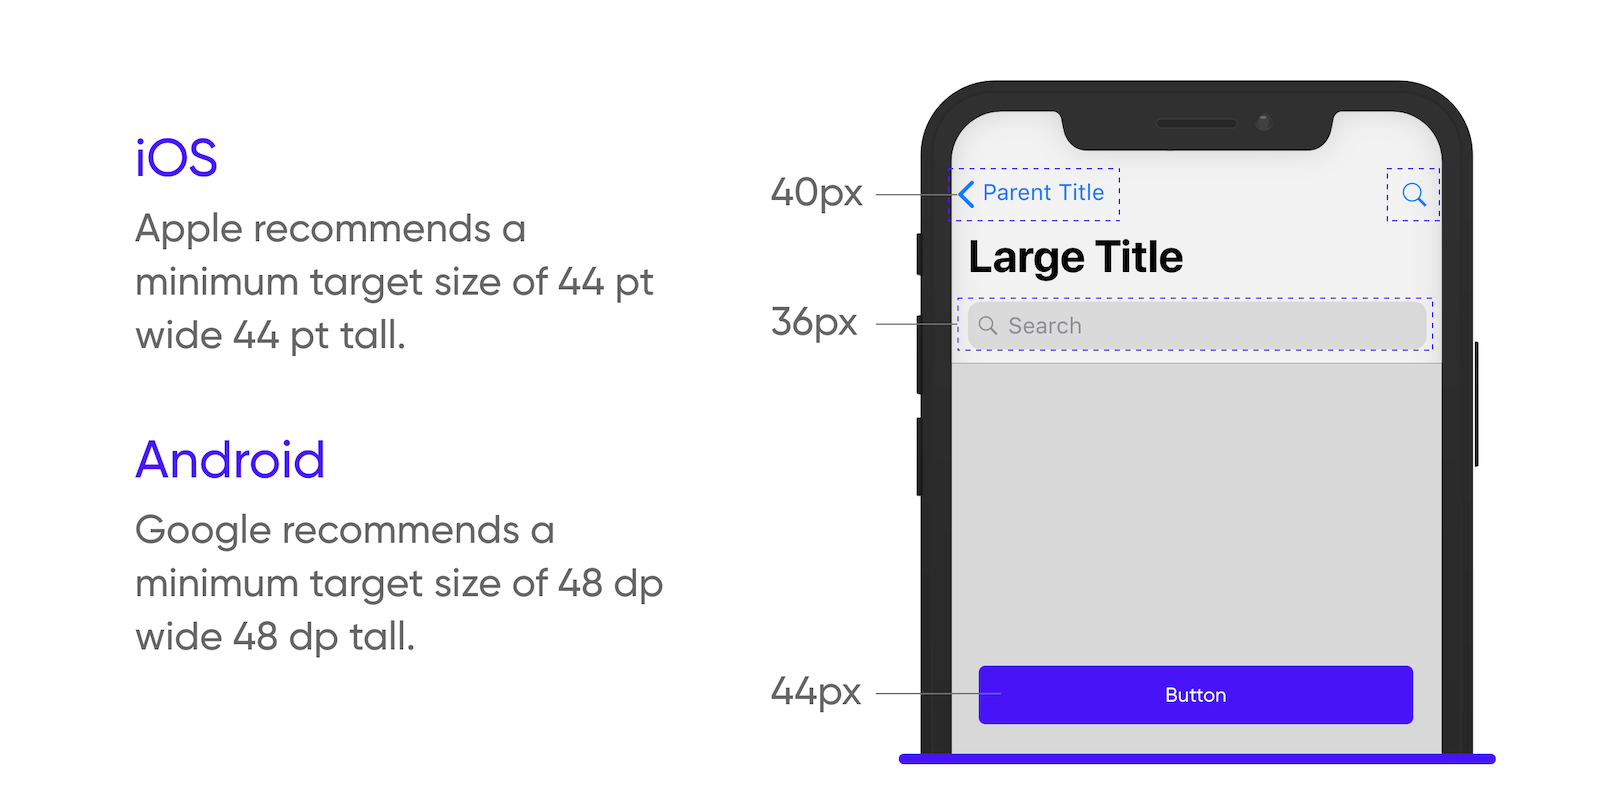 iOS
Apple recommends a
minimum target size of 44 pt
wide 44 pt tall.
Android
Google recommends a
minimum target size of 48 dp
wide 48 dp tall.
40px
Parent Title
Large Title
36px
Search
44px
Button